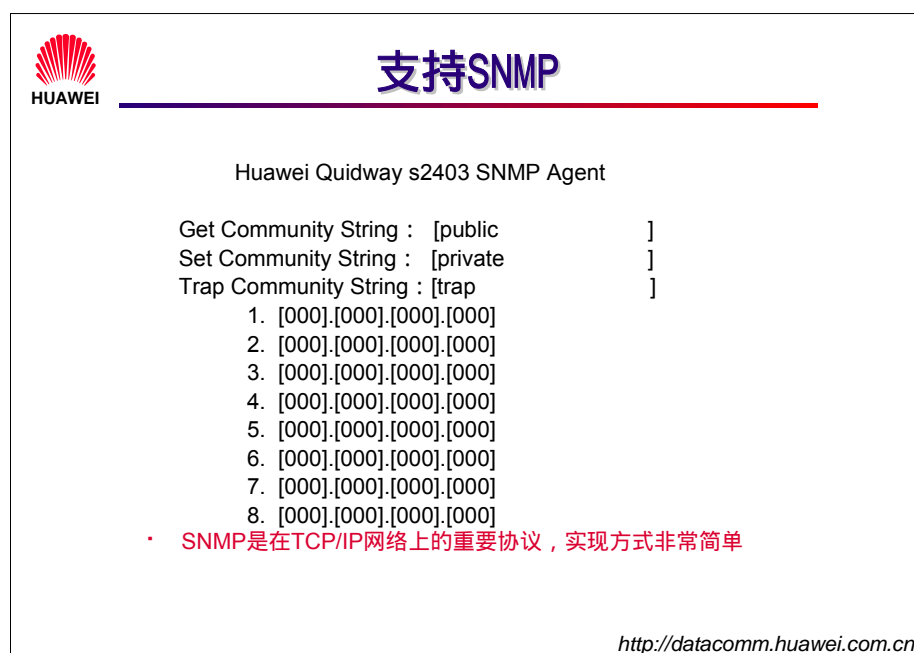 HUAWEI
支持SNMP
Huawei Quidway s2403 SNMP Agent
Get Community String： [public ]
Set Community String： [private ]
Trap Community String：[trap ]
1. [000].[000].[000].[000]
2. [000].[000].[000].[000]
3. [000].[000].[000].[000]
4. [000].[000].[000].[000]
5. [000].[000].[000].[000]
6. [000].[000].[000].[000]
7. [000].[000].[000].[000]
8. [000].[000].[000].[000]
· SNMP是在TCP/IP网络上的重要协议，实现方式非常简单
http://datacomm.huawei.com.cn